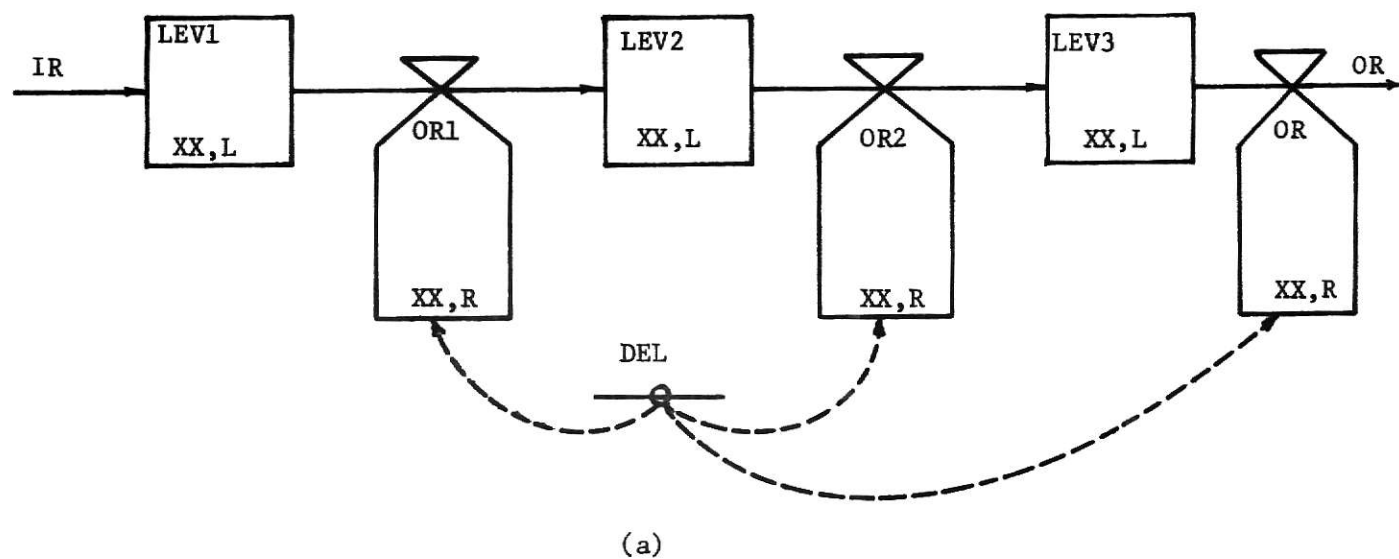 IR
LEV1
XX,L
OR1
XX,R
LEV2
XX,L
OR2
XX,R
LEV3
XX,L
OR
OR
XX,R
DEL
(a)